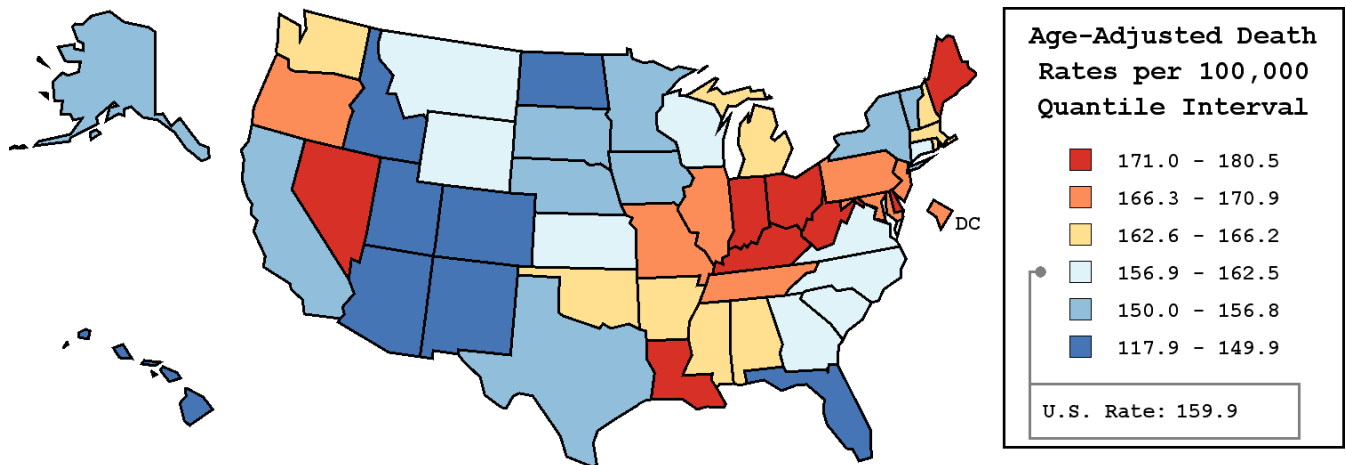 Age-Adjusted Death
Rates per 100,000
Quantile Interval
171.0 - 180.5
166.3 - 170.9
162.6 - 166.2
156.9 - 162.5
150.0 - 156.8
117.9 - 149.9
U.S. Rate: 159.9
DC